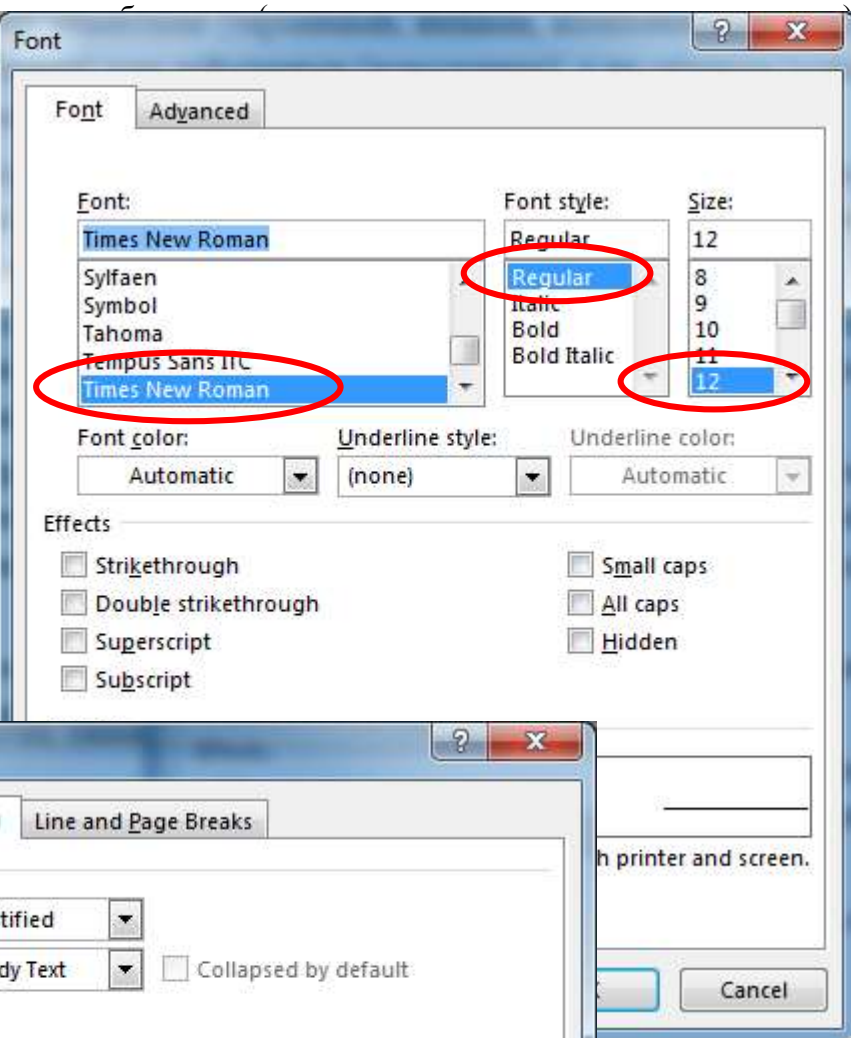 Font
Font Advanced
Font: Font style: Size:
Times New Roman Regular 12
Sylfaen Regular 8
Symbol Italic 9
Tahoma Bold 10
Tempus Sans ITC Bold Italic 11
Times New Roman 12
Font color: Underline style: Underline color:
Automatic (none) Automatic
Effects
Strikethrough Small caps
Double strikethrough All caps
Superscript Hidden
Subscript
Line and Page Breaks
h printer and screen.
tified
dy Text Collapsed by default
Cancel